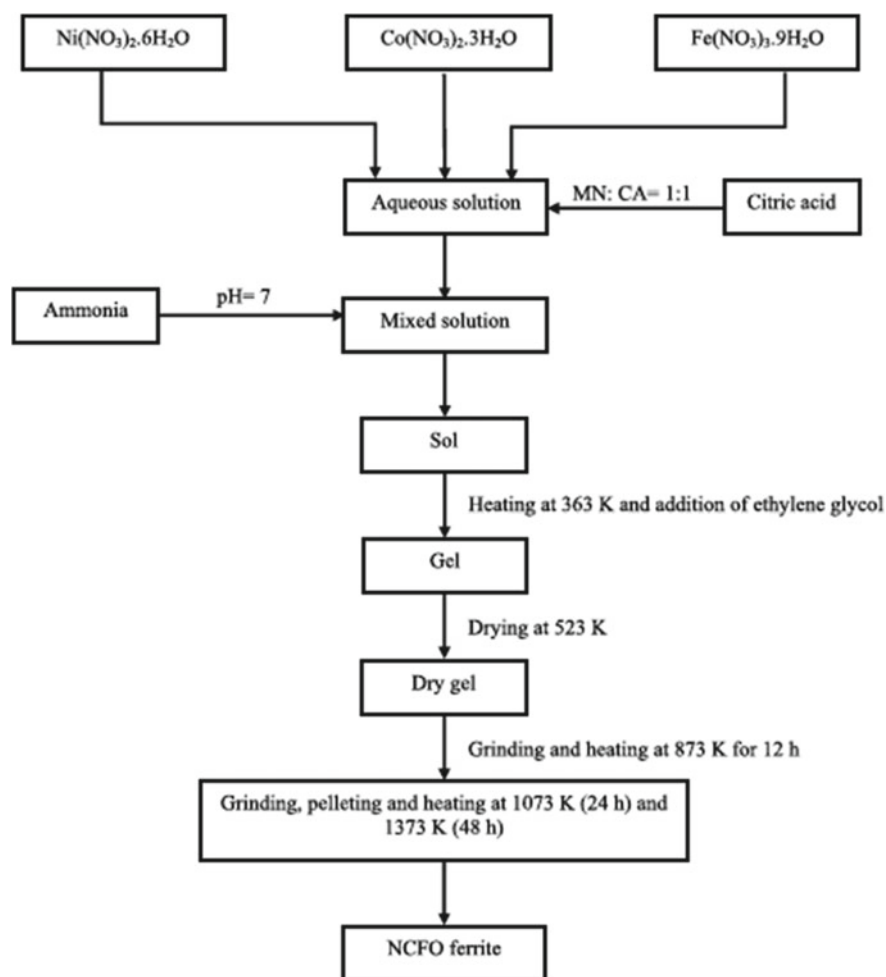 Ni(NO₃)₂.6H₂O
Co(NO₃)₂.3H₂O
Fe(NO₃)₃.9H₂O
Aqueous solution
MN: CA= 1:1
Citric acid
Ammonia
pH= 7
Mixed solution
Sol
Heating at 363 K and addition of ethylene glycol
Gel
Drying at 523 K
Dry gel
Grinding and heating at 873 K for 12 h
Grinding, pelleting and heating at 1073 K (24 h) and
1373 K (48 h)
NCFO ferrite